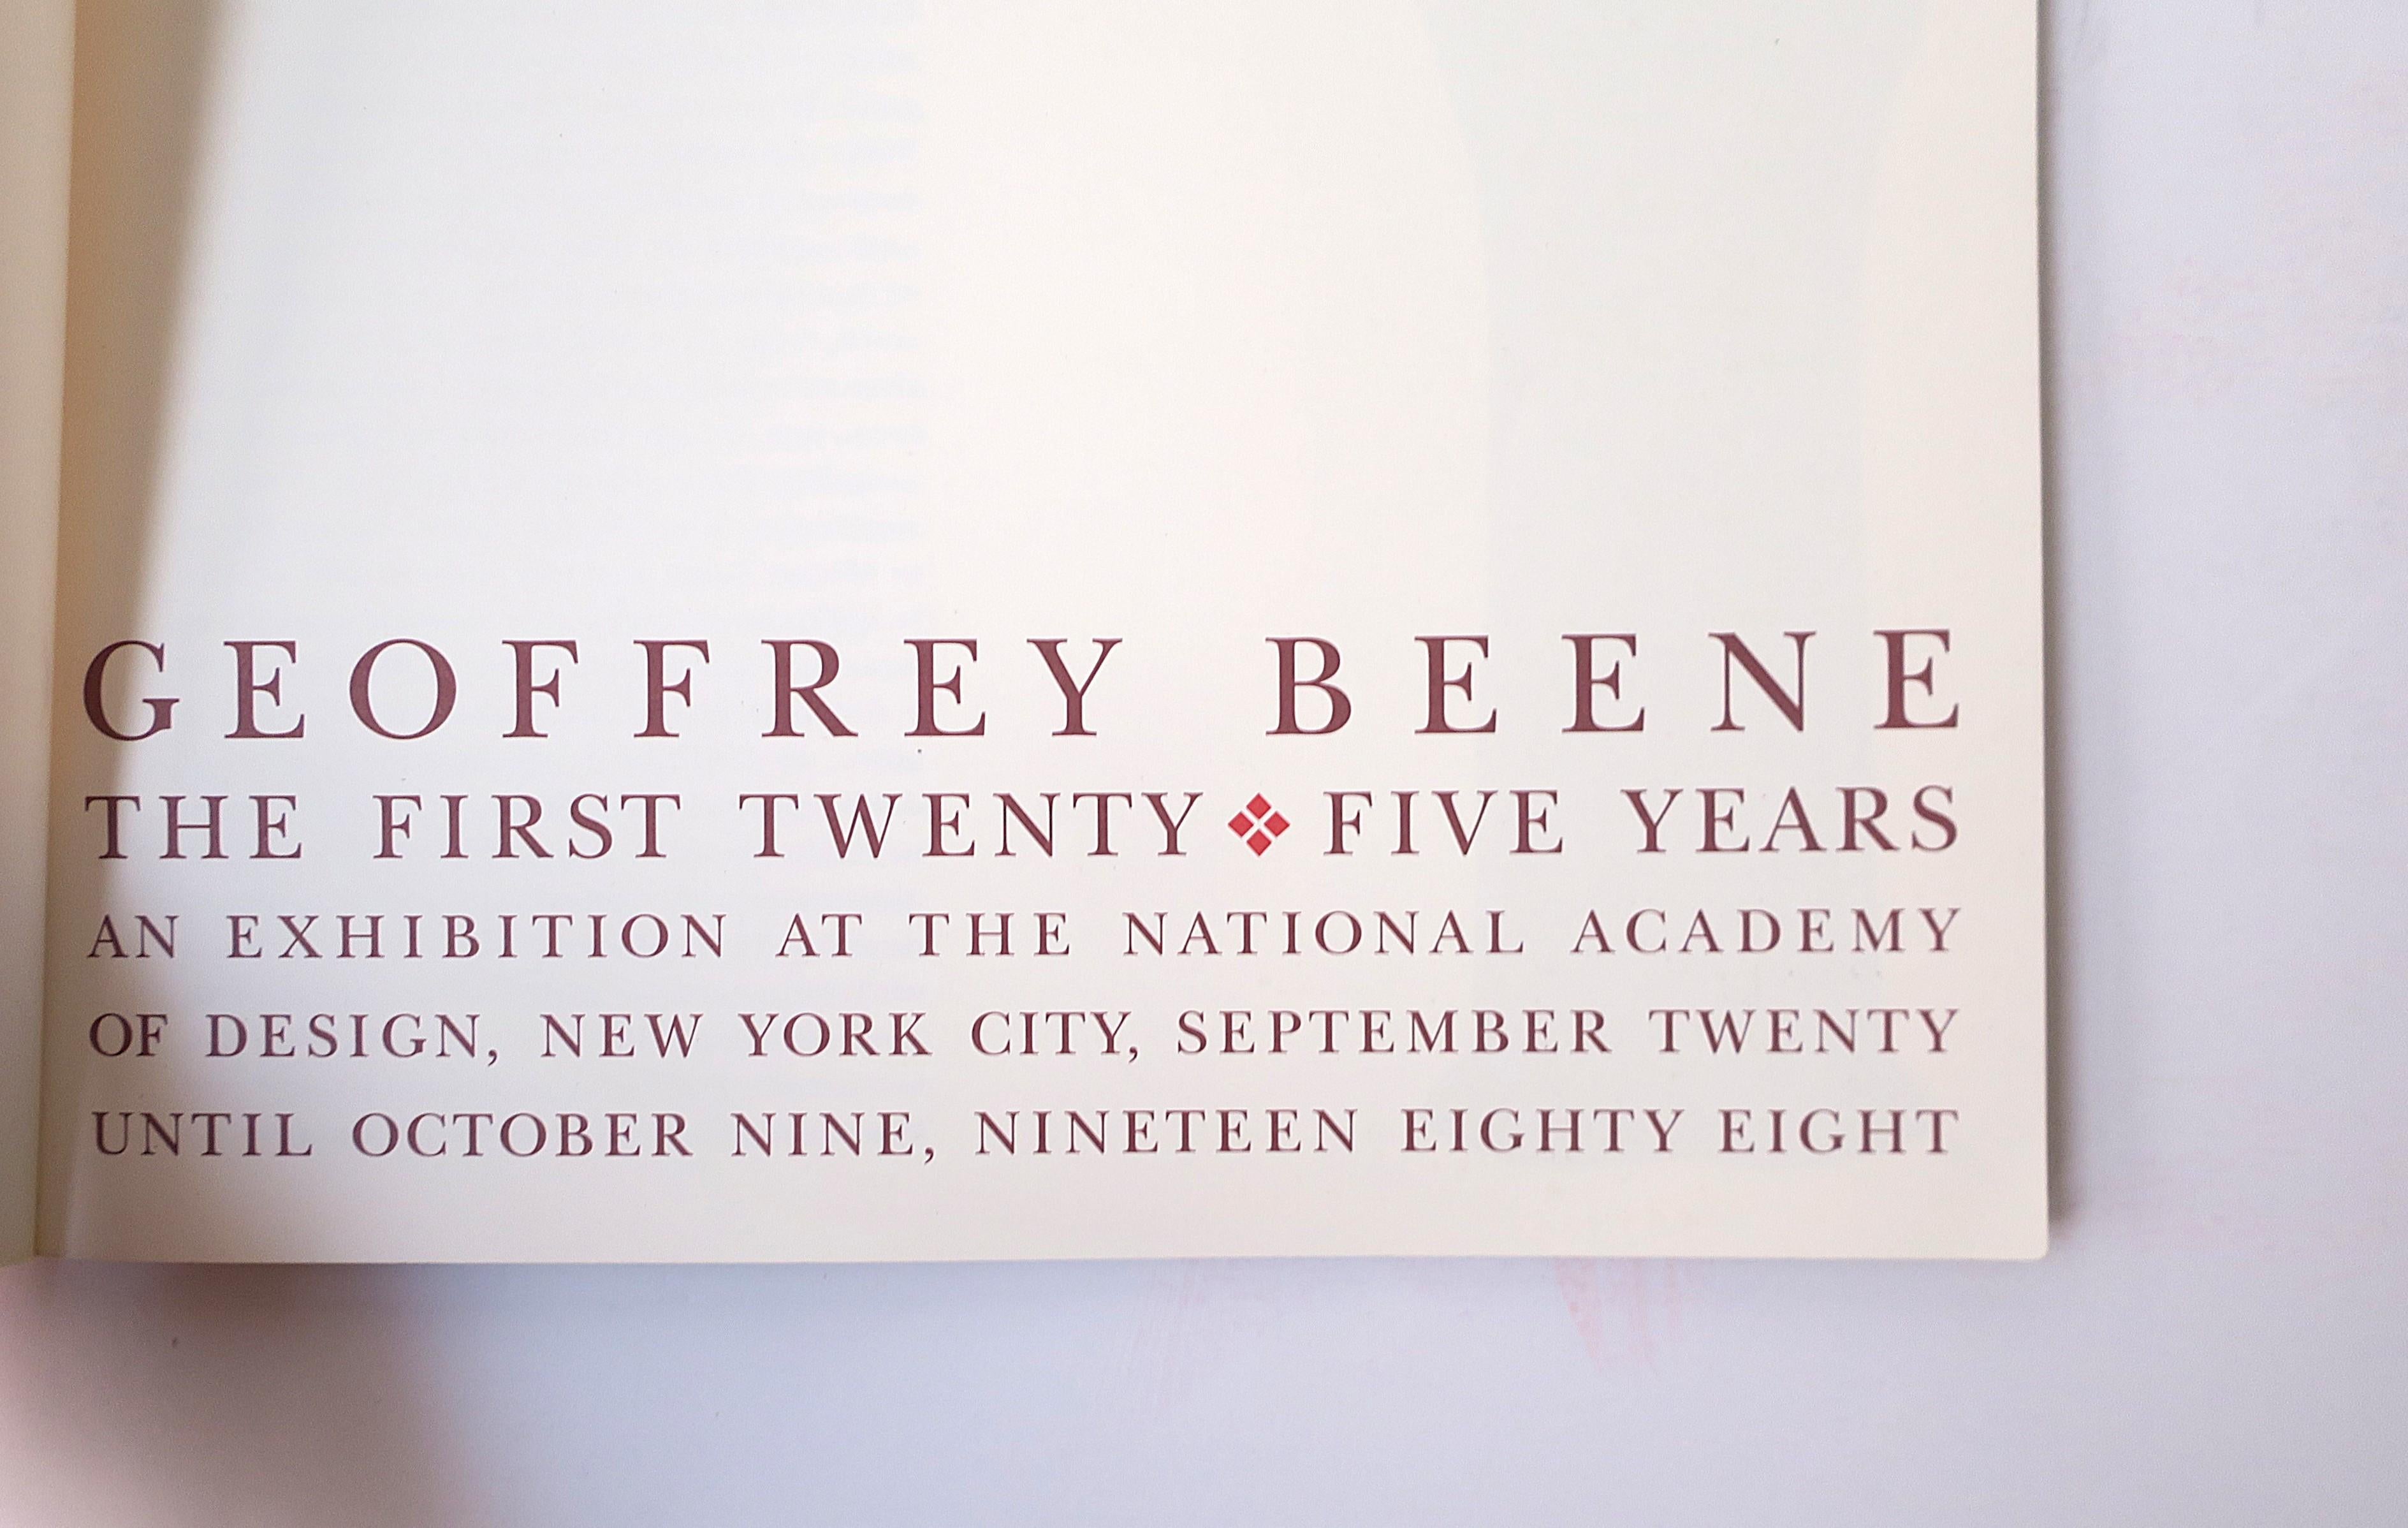 GEOFFREY BEENE
THE FIRST TWENTY❖FIVE YEARS
AN EXHIBITION AT THE NATIONAL ACADEMY
OF DESIGN, NEW YORK CITY, SEPTEMBER TWENTY
UNTIL OCTOBER NINE, NINETEEN EIGHTY EIGHT